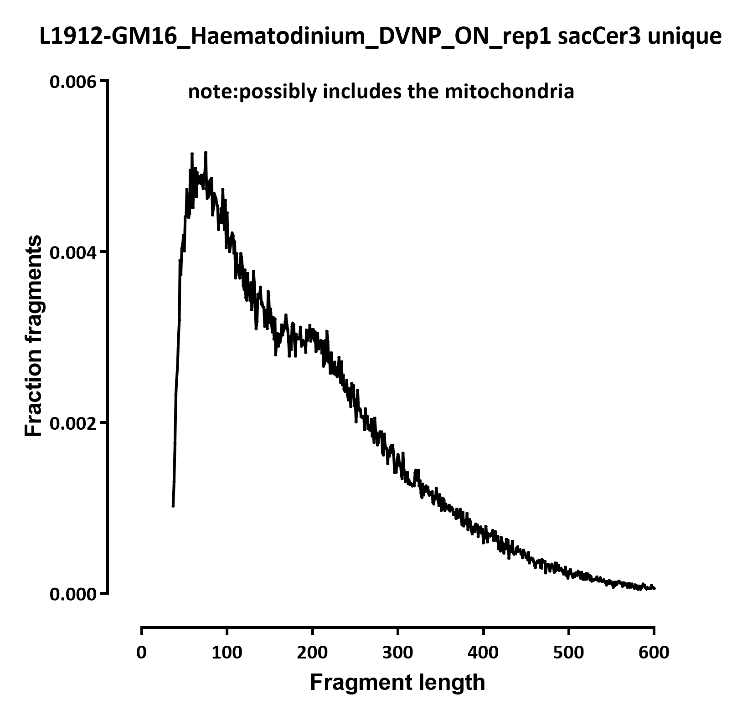 L1912-GM16_Haematodinium_DVNP_ON_rep1 sacCer3 unique
note:possibly includes the mitochondria
Fraction fragments
0.006
0.004
0.002
0.000
0 100 200 300 400 500 600
Fragment length